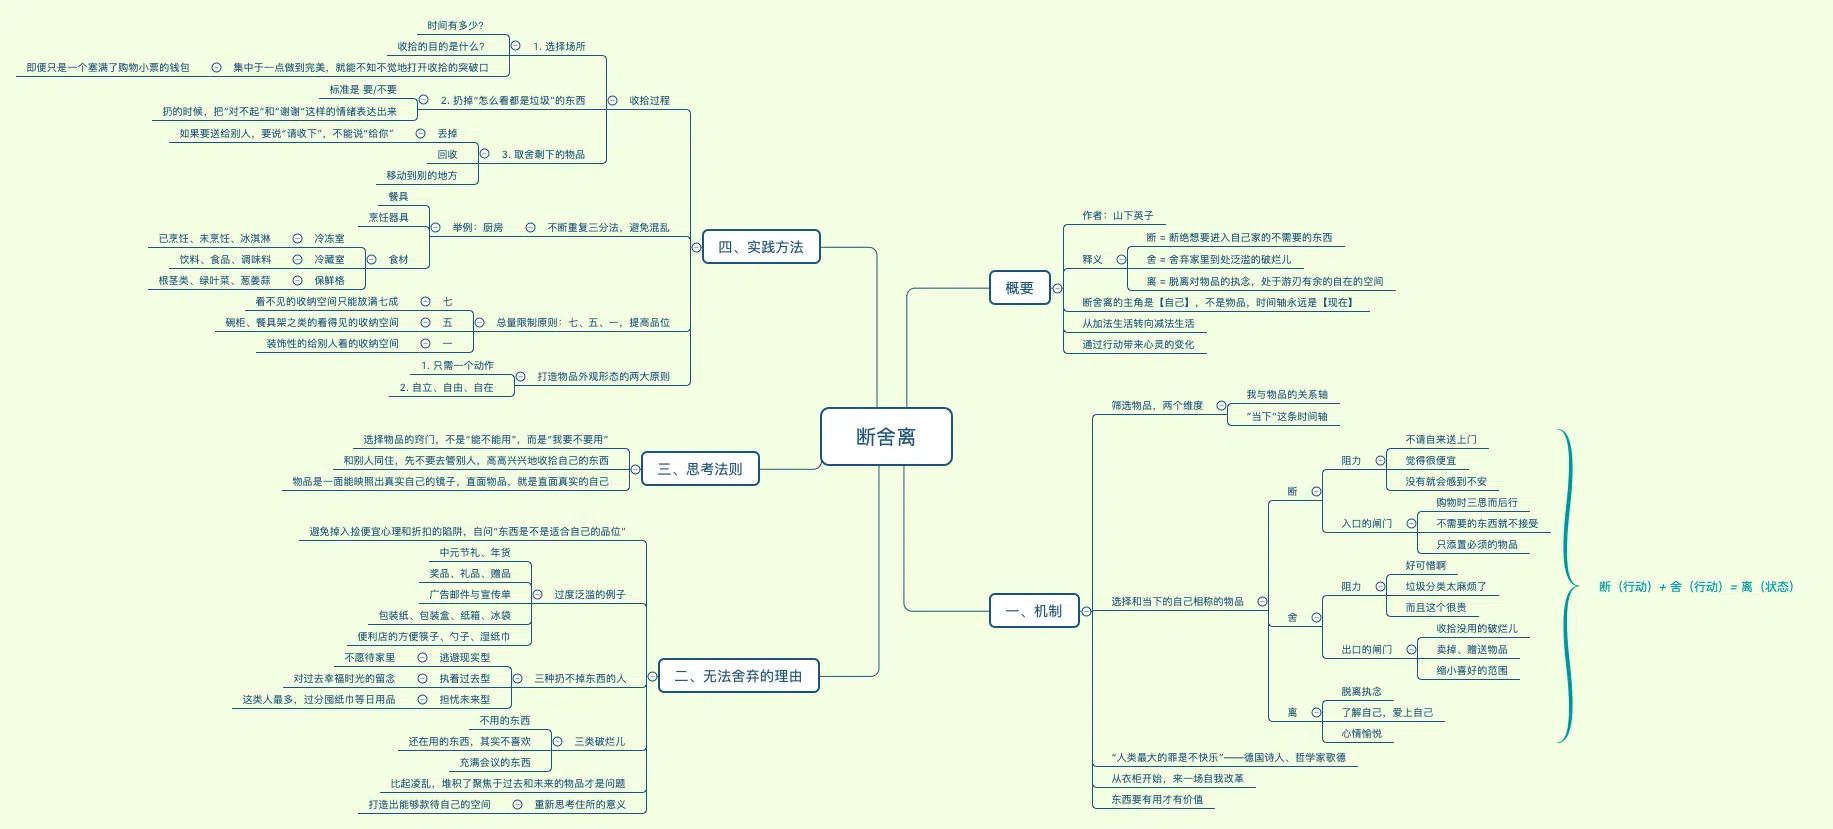 断舍离
概要
作者：山下英子
释义
断 = 断绝想要进入自己家的不需要的东西
舍 = 舍弃家里到处泛滥的破烂儿
离 = 脱离对物品的执念，处于游刃有余的自在的空间
断舍离的主角是【自己】，不是物品，时间轴永远是【现在】
从加法生活转向减法生活
通过行动带来心灵的变化
一、机制
筛选物品，两个维度
我与物品的关系轴
“当下”这条时间轴
选择和当下的自己相称的物品
断
阻力
不请自来送上门
觉得很便宜
没有就会感到不安
入口的闸门
购物时三思而后行
不需要的东西就不接受
只添置必须的物品
舍
阻力
好可惜啊
垃圾分类太麻烦了
而且这个很贵
出口的闸门
收拾没用的破烂儿
卖掉、赠送物品
缩小喜好的范围
离
脱离执念
了解自己，爱上自己
心情愉悦
断（行动）+ 舍（行动）= 离（状态）
“人类最大的罪是不快乐”——德国诗人、哲学家歌德
从衣柜开始，来一场自我改革
东西要有用才有价值
二、无法舍弃的理由
避免掉入捡便宜心理和折扣的陷阱，自问“东西是不是适合自己的品位”
过度泛滥的例子
中元节礼、年货
奖品、礼品、赠品
广告邮件与宣传单
包装纸、包装盒、纸箱、冰袋
便利店的方便筷子、勺子、湿纸巾
三种扔不掉东西的人
逃避现实型
不愿待家里
执着过去型
对过去幸福时光的留念
担忧未来型
这类人最多，过分囤纸巾等日用品
三类破烂儿
不用的东西
还在用的东西，其实不喜欢
充满会议的东西
比起凌乱，堆积了聚焦于过去和未来的物品才是问题
重新思考住所的意义
打造出能够款待自己的空间
三、思考法则
选择物品的窍门，不是“能不能用”，而是“我要不要用”
和别人同住，先不要去管别人，高高兴兴地收拾自己的东西
物品是一面能映照出真实自己的镜子，直面物品，就是直面真实的自己
四、实践方法
收拾过程
1. 选择场所
时间有多少？
收拾的目的是什么？
集中于一点做到完美，就能不知不觉地打开收拾的突破口
即便只是一个塞满了购物小票的钱包
2. 扔掉“怎么看都是垃圾”的东西
标准是 要/不要
扔的时候，把“对不起”和“谢谢”这样的情绪表达出来
3. 取舍剩下的物品
丢掉
如果要送给别人，要说“请收下”，不能说“给你”
回收
移动到别的地方
不断重复三分法，避免混乱
举例：厨房
餐具
烹饪器具
食材
冷冻室
已烹饪、未烹饪、冰淇淋
冷藏室
饮料、食品、调味料
保鲜格
根茎类、绿叶菜、葱姜蒜
总量限制原则：七、五、一，提高品位
七
看不见的收纳空间只能放满七成
五
碗柜、餐具架之类的看得见的收纳空间
一
装饰性的给别人看的收纳空间
打造物品外观形态的两大原则
1. 只需一个动作
2. 自立、自由、自在